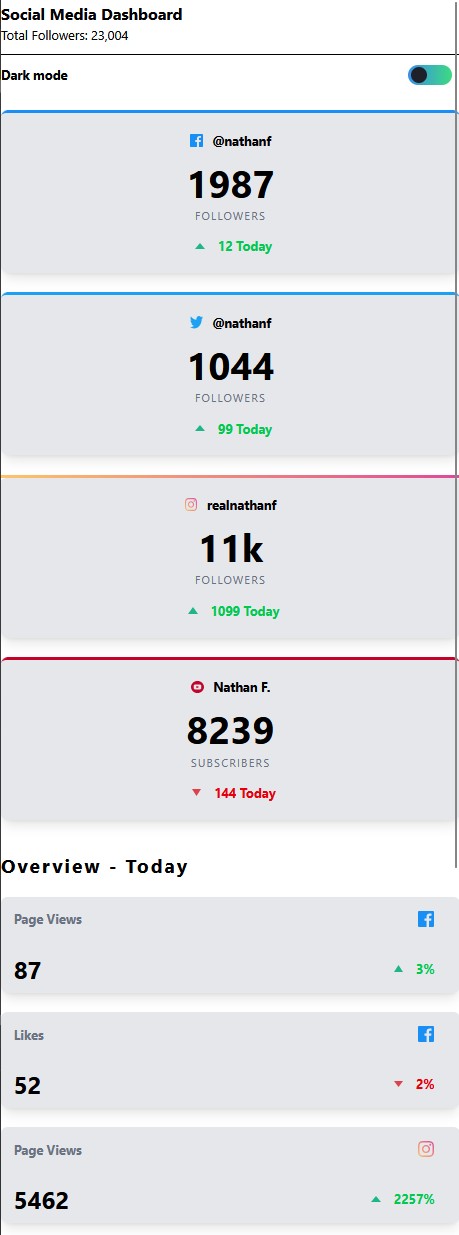 Social Media Dashboard
Total Followers: 23,004
Dark mode
@nathanf
1987
FOLLOWERS
12 Today
@nathanf
1044
FOLLOWERS
99 Today
realnathanf
11k
FOLLOWERS
1099 Today
Nathan F.
8239
SUBSCRIBERS
144 Today
Overview - Today
Page Views
87
3%
Likes
52
2%
Page Views
5462
2257%